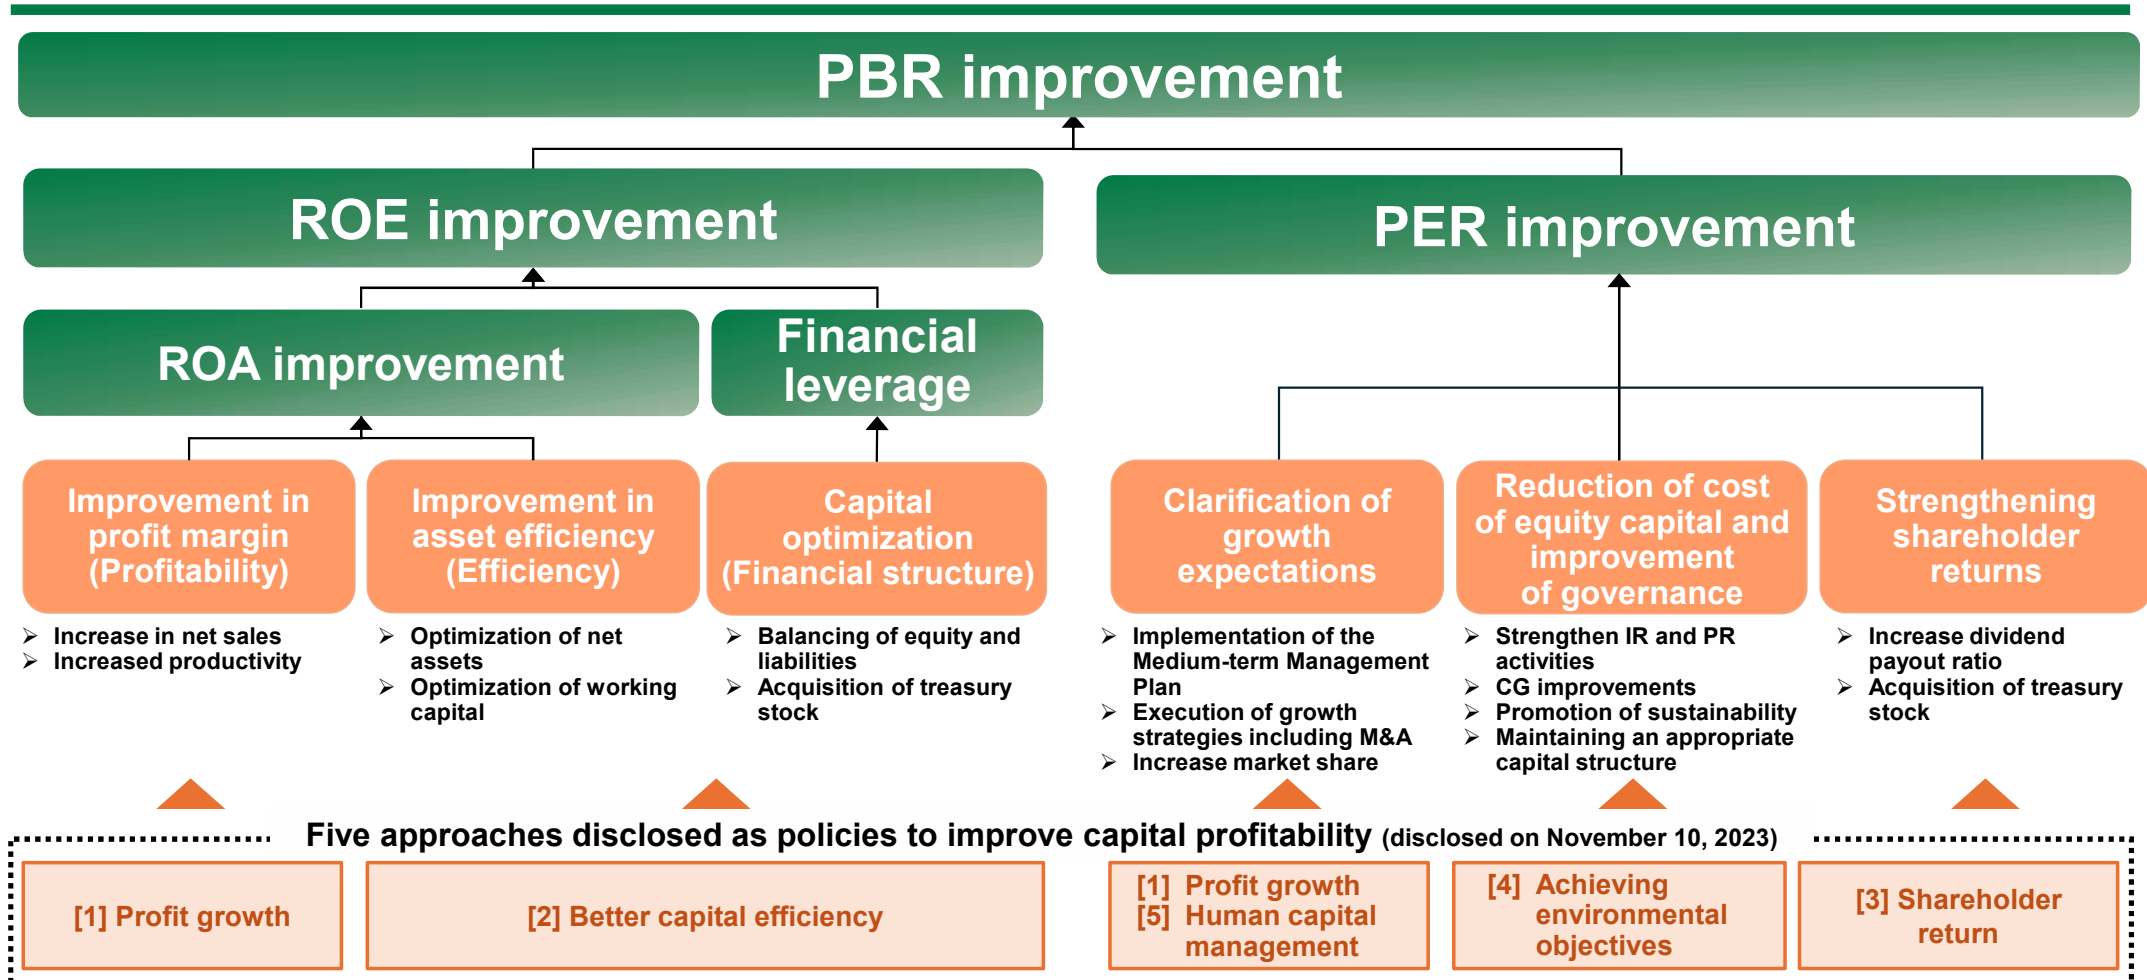 PBR improvement
ROE improvement
PER improvement
ROA improvement
Financial
leverage
Improvement in
profit margin
(Profitability)
Improvement in
asset efficiency
(Efficiency)
Capital
optimization
(Financial structure)
Clarification of
growth
expectations
Reduction of cost
of equity capital and
improvement
of governance
Strengthening
shareholder
returns
➢ Increase in net sales
➢ Increased productivity
➢ Optimization of net
assets
➢ Optimization of working
capital
➢ Balancing of equity and
liabilities
➢ Acquisition of treasury
stock
➢ Implementation of the
Medium-term Management
Plan
➢ Execution of growth
strategies including M&A
➢ Increase market share
➢ Strengthen IR and PR
activities
➢ CG improvements
➢ Promotion of sustainability
➢ Maintaining an appropriate
capital structure
➢ Increase dividend
payout ratio
➢ Acquisition of treasury
stock
Five approaches disclosed as policies to improve capital profitability (disclosed on November 10, 2023)
[1] Profit growth
[2] Better capital efficiency
[1] Profit growth
[5] Human capital
management
[4] Achieving
environmental
objectives
[3] Shareholder
return